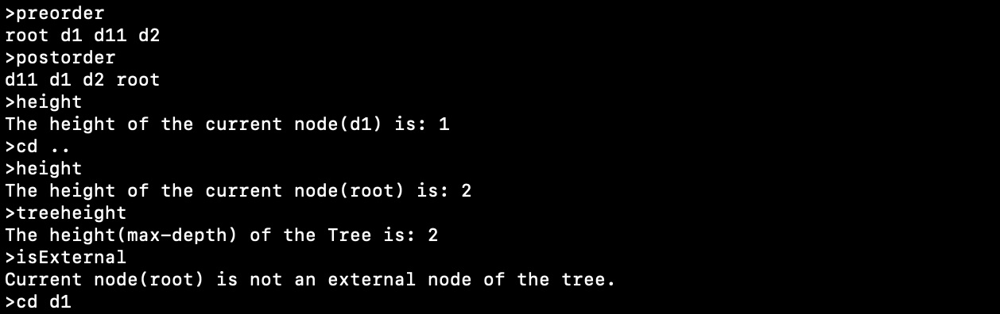 >preorder
root d1 d11 d2
>postorder
d11 d1 d2 root
>height
The height of the current node(d1) is: 1
>cd ..
>height
The height of the current node(root) is: 2
>treeheight
The height(max-depth) of the Tree is: 2
>isExternal
Current node(root) is not an external node of the tree.
>cd d1